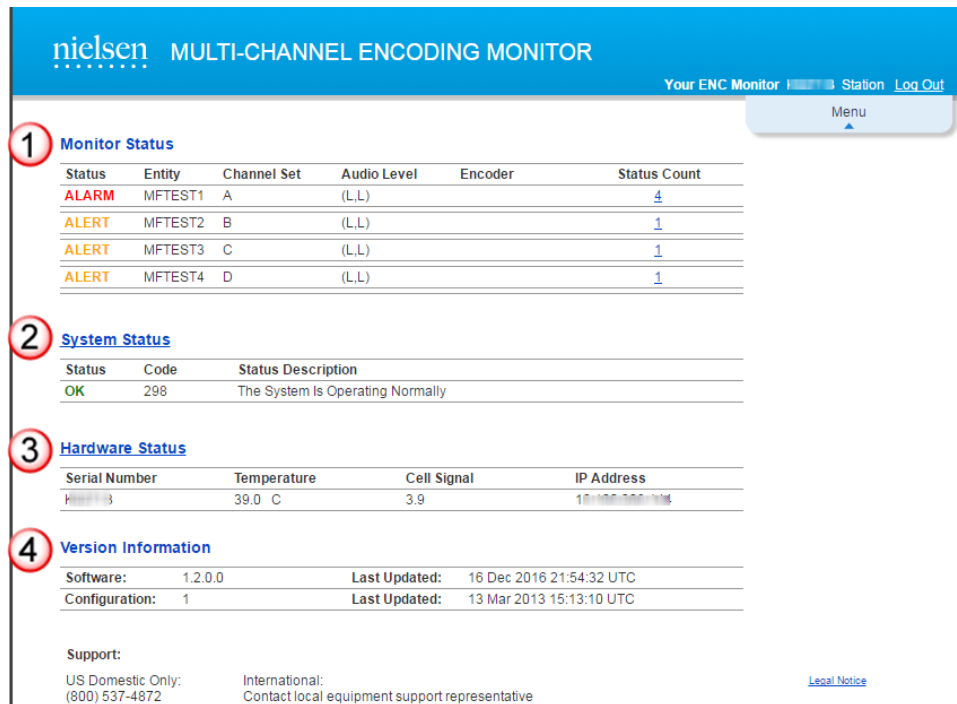 nielsen MULTI-CHANNEL ENCODING MONITOR
Your ENC Monitor Station Log Out
Menu
1 Monitor Status
Status Entity Channel Set Audio Level Encoder Status Count
ALARM MFTEST1 A (L,L) 4
ALERT MFTEST2 B (L,L) 1
ALERT MFTEST3 C (L,L) 1
ALERT MFTEST4 D (L,L) 1
2 System Status
Status Code Status Description
OK 298 The System Is Operating Normally
3 Hardware Status
Serial Number Temperature Cell Signal IP Address
39.0 C 3.9
4 Version Information
Software: 1.2.0.0 Last Updated: 16 Dec 2016 21:54:32 UTC
Configuration: 1 Last Updated: 13 Mar 2013 15:13:10 UTC
Support:
US Domestic Only: International:
(800) 537-4872 Contact local equipment support representative
Legal Notice